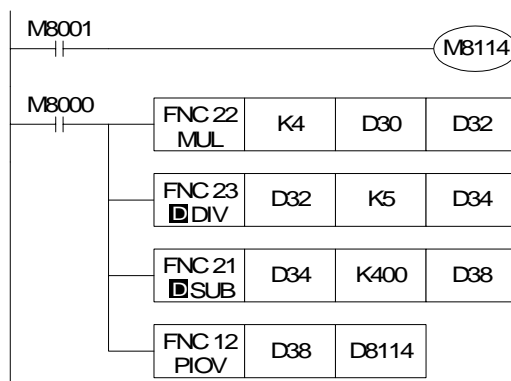 M8001
M8114
M8000
FNC 22 MUL K4 D30 D32
FNC 23 D DIV D32 K5 D34
FNC 21 D SUB D34 K400 D38
FNC 12 PIOV D38 D8114